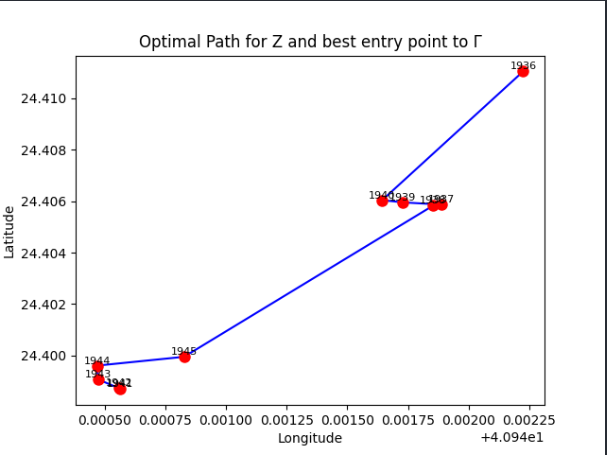 Optimal Path for Z and best entry point to Γ
1936
24.410
24.408
24.406
1940
1939
1937
24.404
24.402
24.400
1945
1944
1943
1942
Latitude
0.00050 0.00075 0.00100 0.00125 0.00150 0.00175 0.00200 0.00225
Longitude
+4.094e1